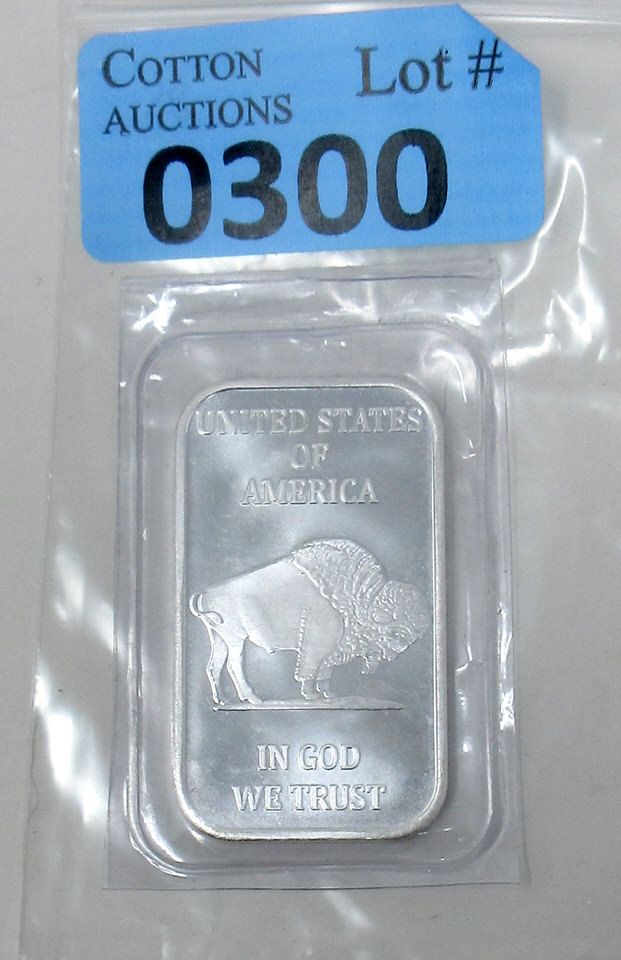 COTTON
AUCTIONS
Lot #
0300
UNITED STATES
OF
AMERICA
IN GOD
WE TRUST